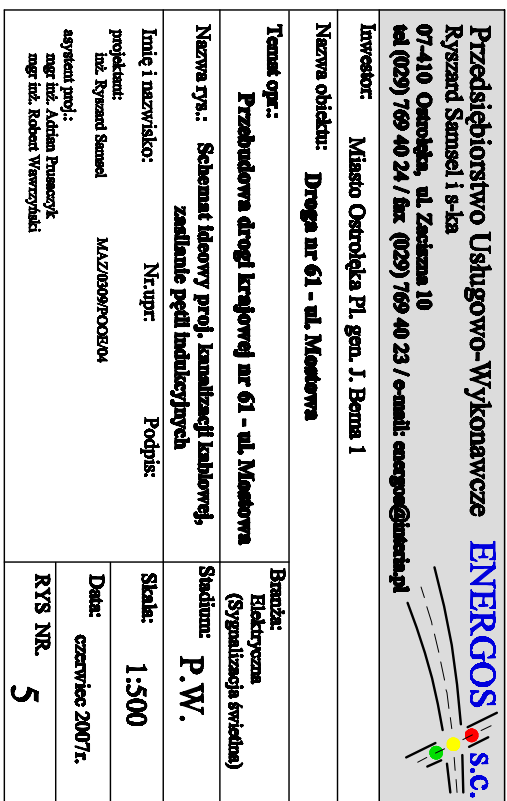 Przedsiębiorstwo Usługowo-Wykonawcze ENERGOS s.c.
Ryszard Samsel i s-ka
07-410 Ostrołęka, ul. Zaciszna 10
tel (029) 769 40 24 / fax (029) 769 40 23 / e-mail: energos@interia.pl
Inwestor: Miasto Ostrołęka Pl. gen. J. Bema 1
Nazwa obiektu: Droga nr 61 - ul. Mostowa
Temat opr.:
Przebudowa drogi krajowej nr 61 - ul. Mostowa
Branża:
Elektryczna
(Sygnalizacja świetlna)
Nazwa rys.: Schemat ideowy proj. kanalizacji kablowej,
zasilanie pętli indukcyjnych
Stadium: P.W.
Imię i nazwisko: Nr.upr: Podpis:
projektant:
inż. Ryszard Samsel MAZ/0309/POOE/04
asystent proj.:
mgr inż. Adrian Prusaczyk
mgr inż. Robert Wawrzyński
Skala: 1:500
Data: czerwiec 2007r.
RYS NR. 5